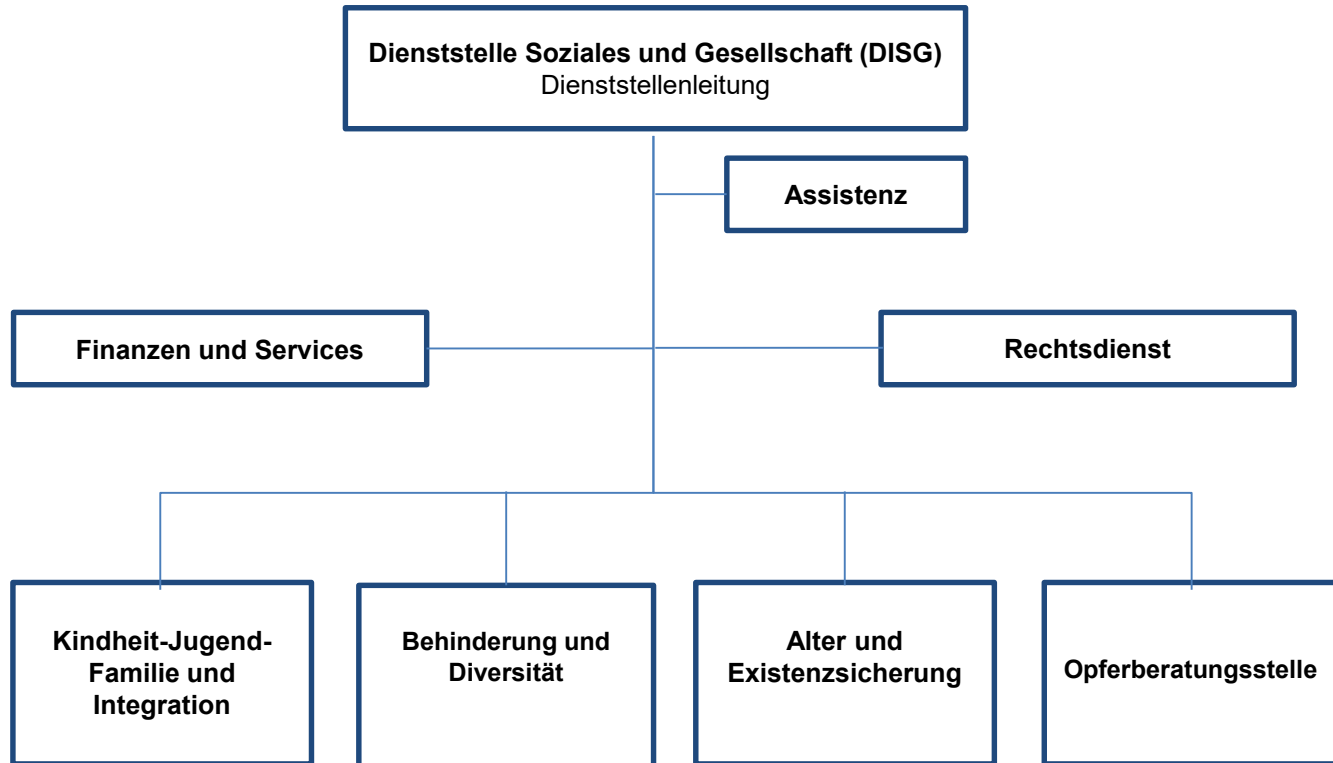 Dienststelle Soziales und Gesellschaft (DISG)
Dienststellenleitung
Assistenz
Finanzen und Services
Rechtsdienst
Kindheit-Jugend-
Familie und
Integration
Behinderung und
Diversität
Alter und
Existenzsicherung
Opferberatungsstelle